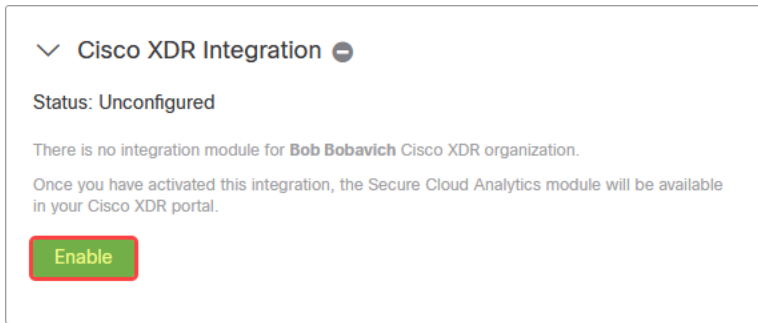 Cisco XDR Integration
Status: Unconfigured
There is no integration module for Bob Bobavich Cisco XDR organization.
Once you have activated this integration, the Secure Cloud Analytics module will be available
in your Cisco XDR portal.
Enable